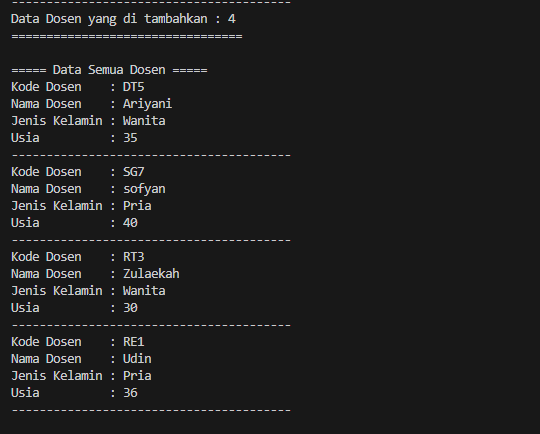 ----------------------------------------
Data Dosen yang di tambahkan : 4
=================================
===== Data Semua Dosen =====
Kode Dosen    : DT5
Nama Dosen    : Ariyani
Jenis Kelamin : Wanita
Usia          : 35
----------------------------------------
Kode Dosen    : SG7
Nama Dosen    : sofyan
Jenis Kelamin : Pria
Usia          : 40
----------------------------------------
Kode Dosen    : RT3
Nama Dosen    : Zulaekah
Jenis Kelamin : Wanita
Usia          : 30
----------------------------------------
Kode Dosen    : RE1
Nama Dosen    : Udin
Jenis Kelamin : Pria
Usia          : 36
----------------------------------------